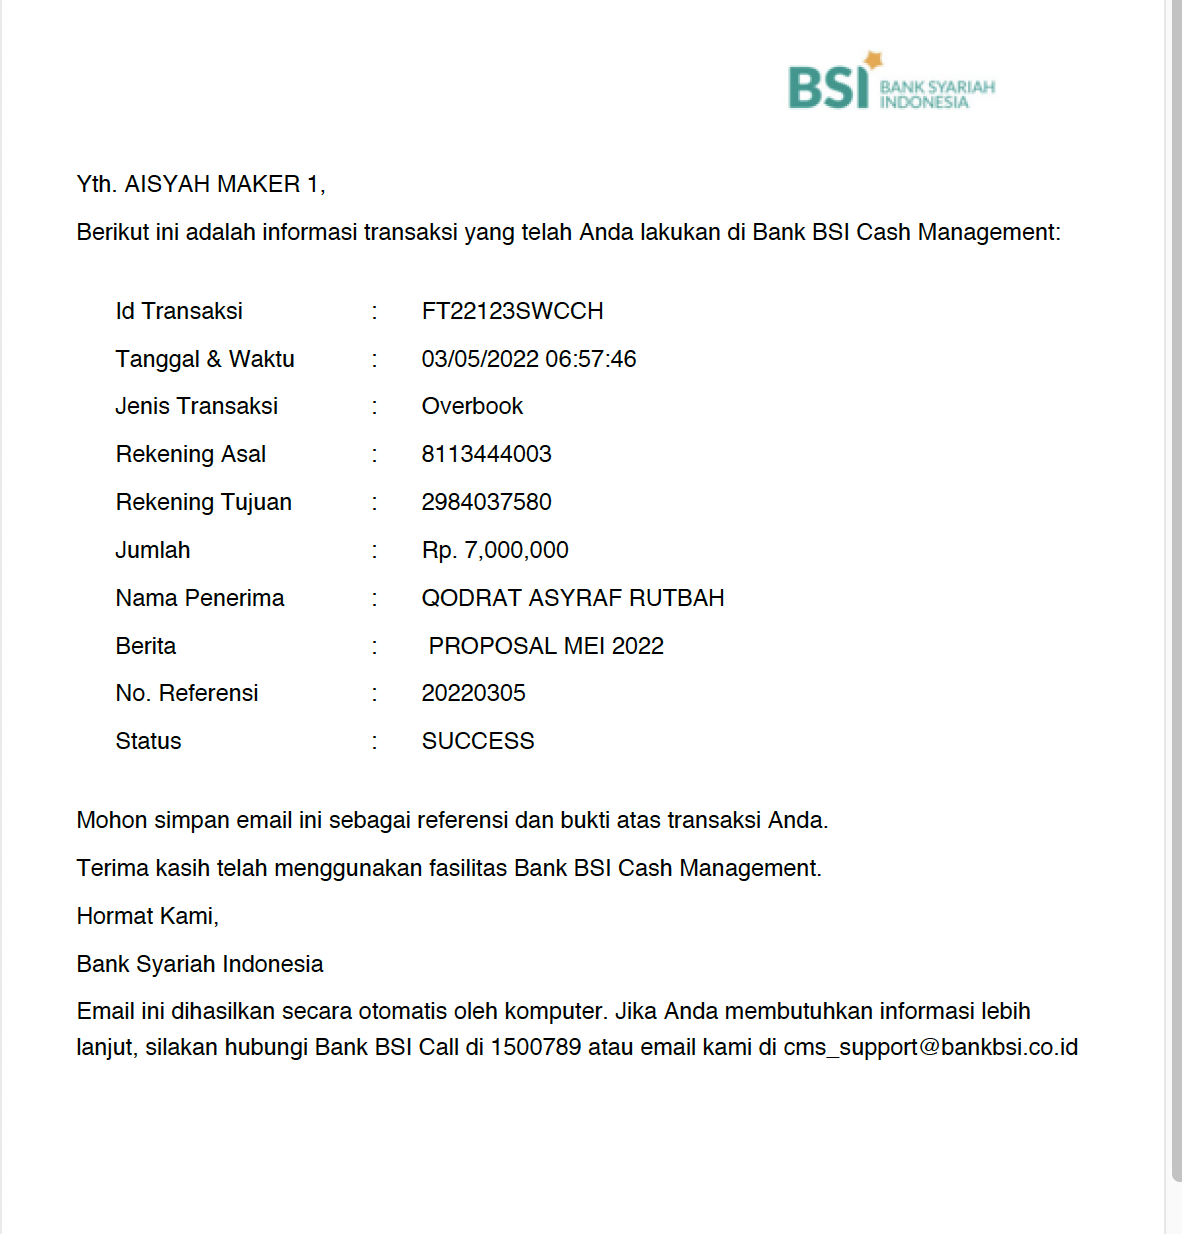 BSI BANK SYARIAH
INDONESIA
Yth. AISYAH MAKER 1,
Berikut ini adalah informasi transaksi yang telah Anda lakukan di Bank BSI Cash Management:
Id Transaksi : FT22123SWCCH
Tanggal & Waktu : 03/05/2022 06:57:46
Jenis Transaksi : Overbook
Rekening Asal : 8113444003
Rekening Tujuan : 2984037580
Jumlah : Rp. 7,000,000
Nama Penerima : QODRAT ASYRAF RUTBAH
Berita : PROPOSAL MEI 2022
No. Referensi : 20220305
Status : SUCCESS
Mohon simpan email ini sebagai referensi dan bukti atas transaksi Anda.
Terima kasih telah menggunakan fasilitas Bank BSI Cash Management.
Hormat Kami,
Bank Syariah Indonesia
Email ini dihasilkan secara otomatis oleh komputer. Jika Anda membutuhkan informasi lebih
lanjut, silakan hubungi Bank BSI Call di 1500789 atau email kami di cms_support@bankbsi.co.id